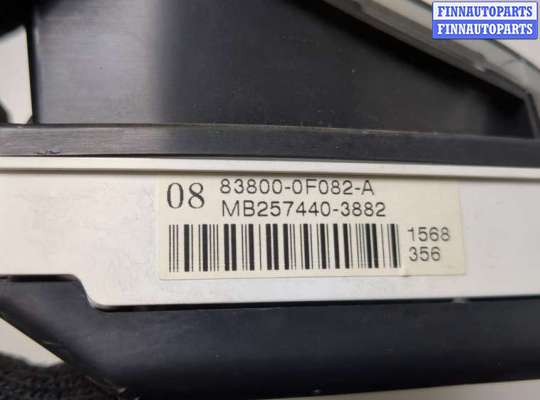 FINNAUTOPARTS
FINNAUTOPARTS
08 83800-0F082-A
MB257440-3882
1568
356